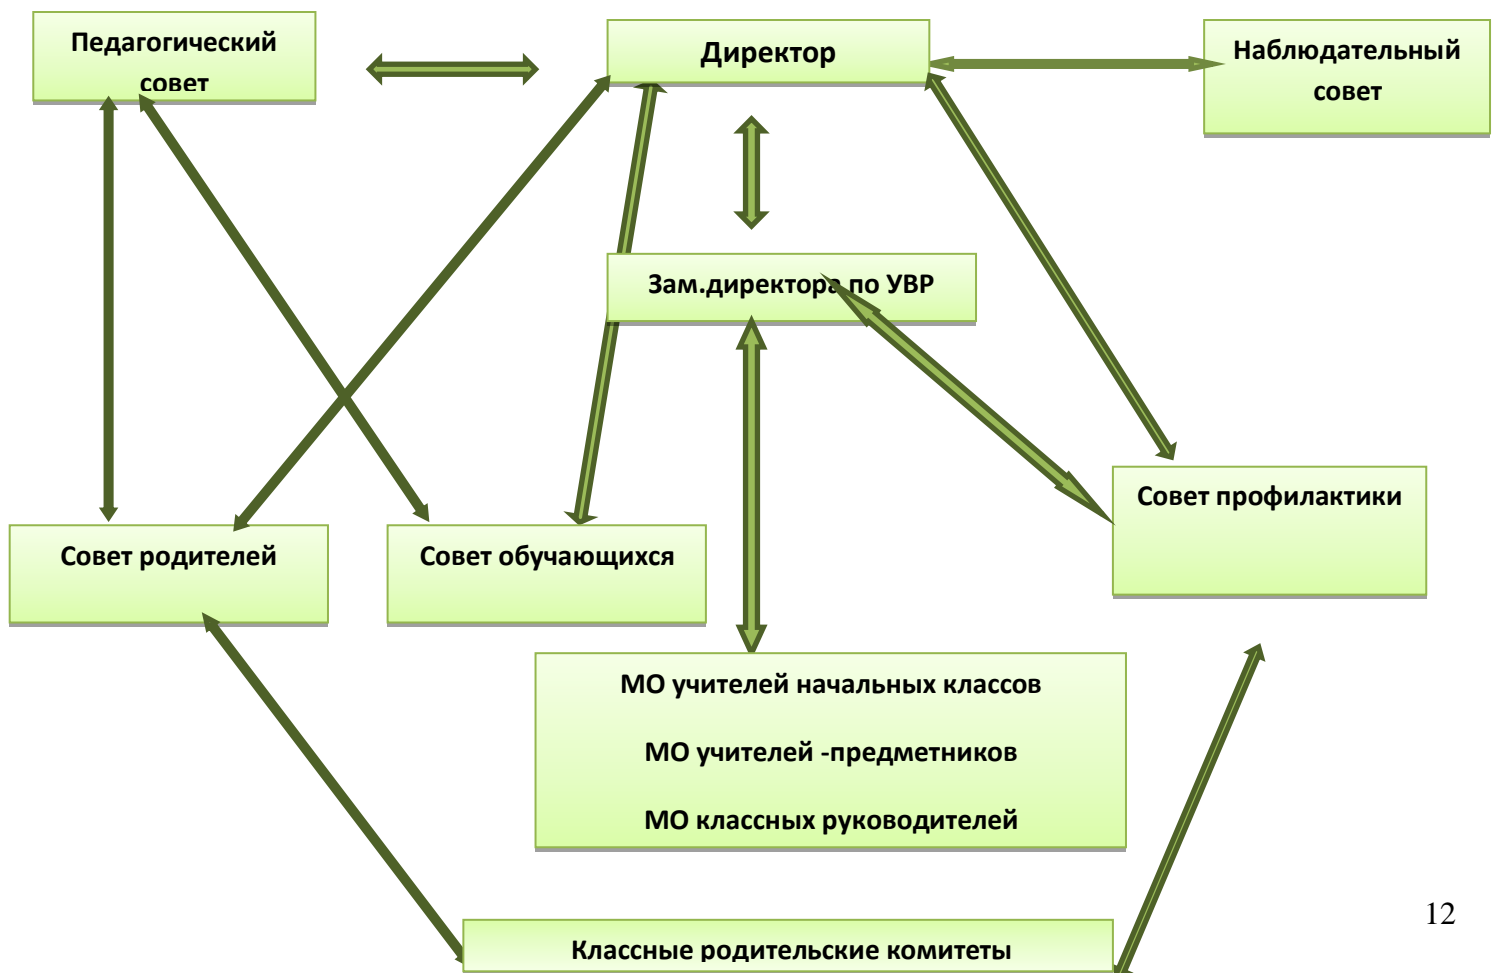 Педагогический
совет
Директор
Наблюдательный
совет
Зам.директора по УВР
Совет профилактики
Совет родителей
Совет обучающихся
МО учителей начальных классов
МО учителей -предметников
МО классных руководителей
12
Классные родительские комитеты